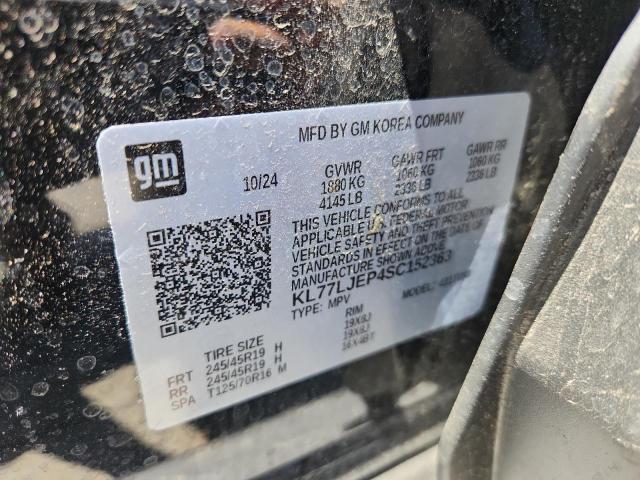 MFD BY GM KOREA COMPANY
gm
10/24
GVWR GAWR FRT GAWR RR
1880 KG 1060 KG 1060 KG
4145 LB 2336 LB 2336 LB
THIS VEHICLE CONFORMS TO ALL
APPLICABLE U.S. FEDERAL MOTOR
VEHICLE SAFETY AND THEFT PREVENTION
STANDARDS IN EFFECT ON THE DATE OF
MANUFACTURE SHOWN ABOVE.
KL77LJEP4SC152363
TYPE: MPV MODEL:
TIRE SIZE RIM
FRT 245/45R19 H 19X8J
RR 245/45R19 H 19X8J
SPA T125/70R16 M 16X4BT